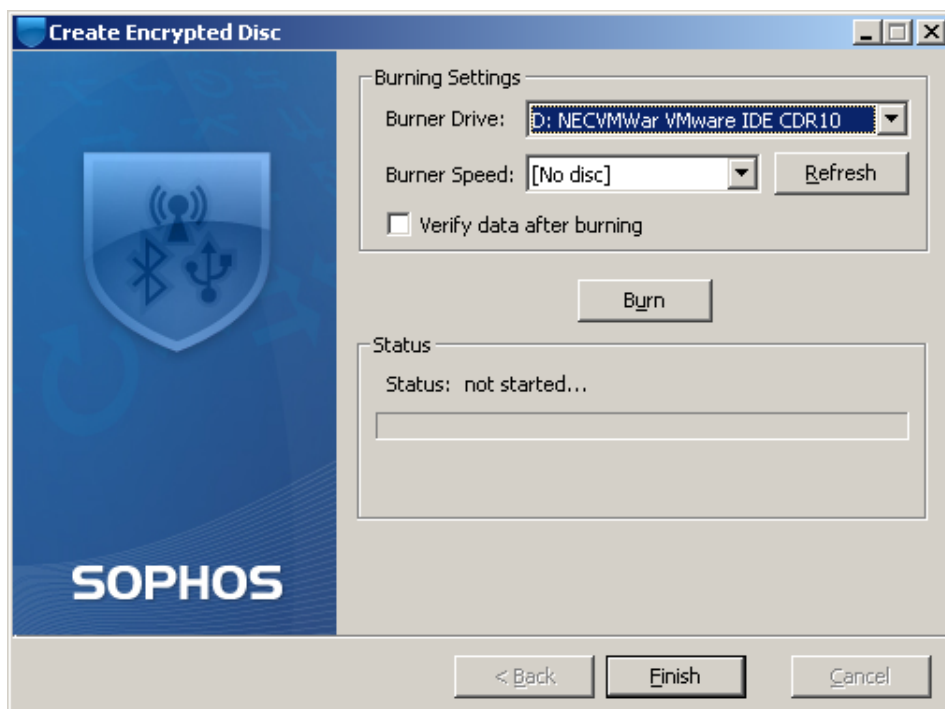 Create Encrypted Disc
Burning Settings
Burner Drive: D: NECVMWar VMware IDE CDR10
Burner Speed: [No disc] Refresh
Verify data after burning
Burn
Status
Status: not started...
SOPHOS
< Back Finish Cancel